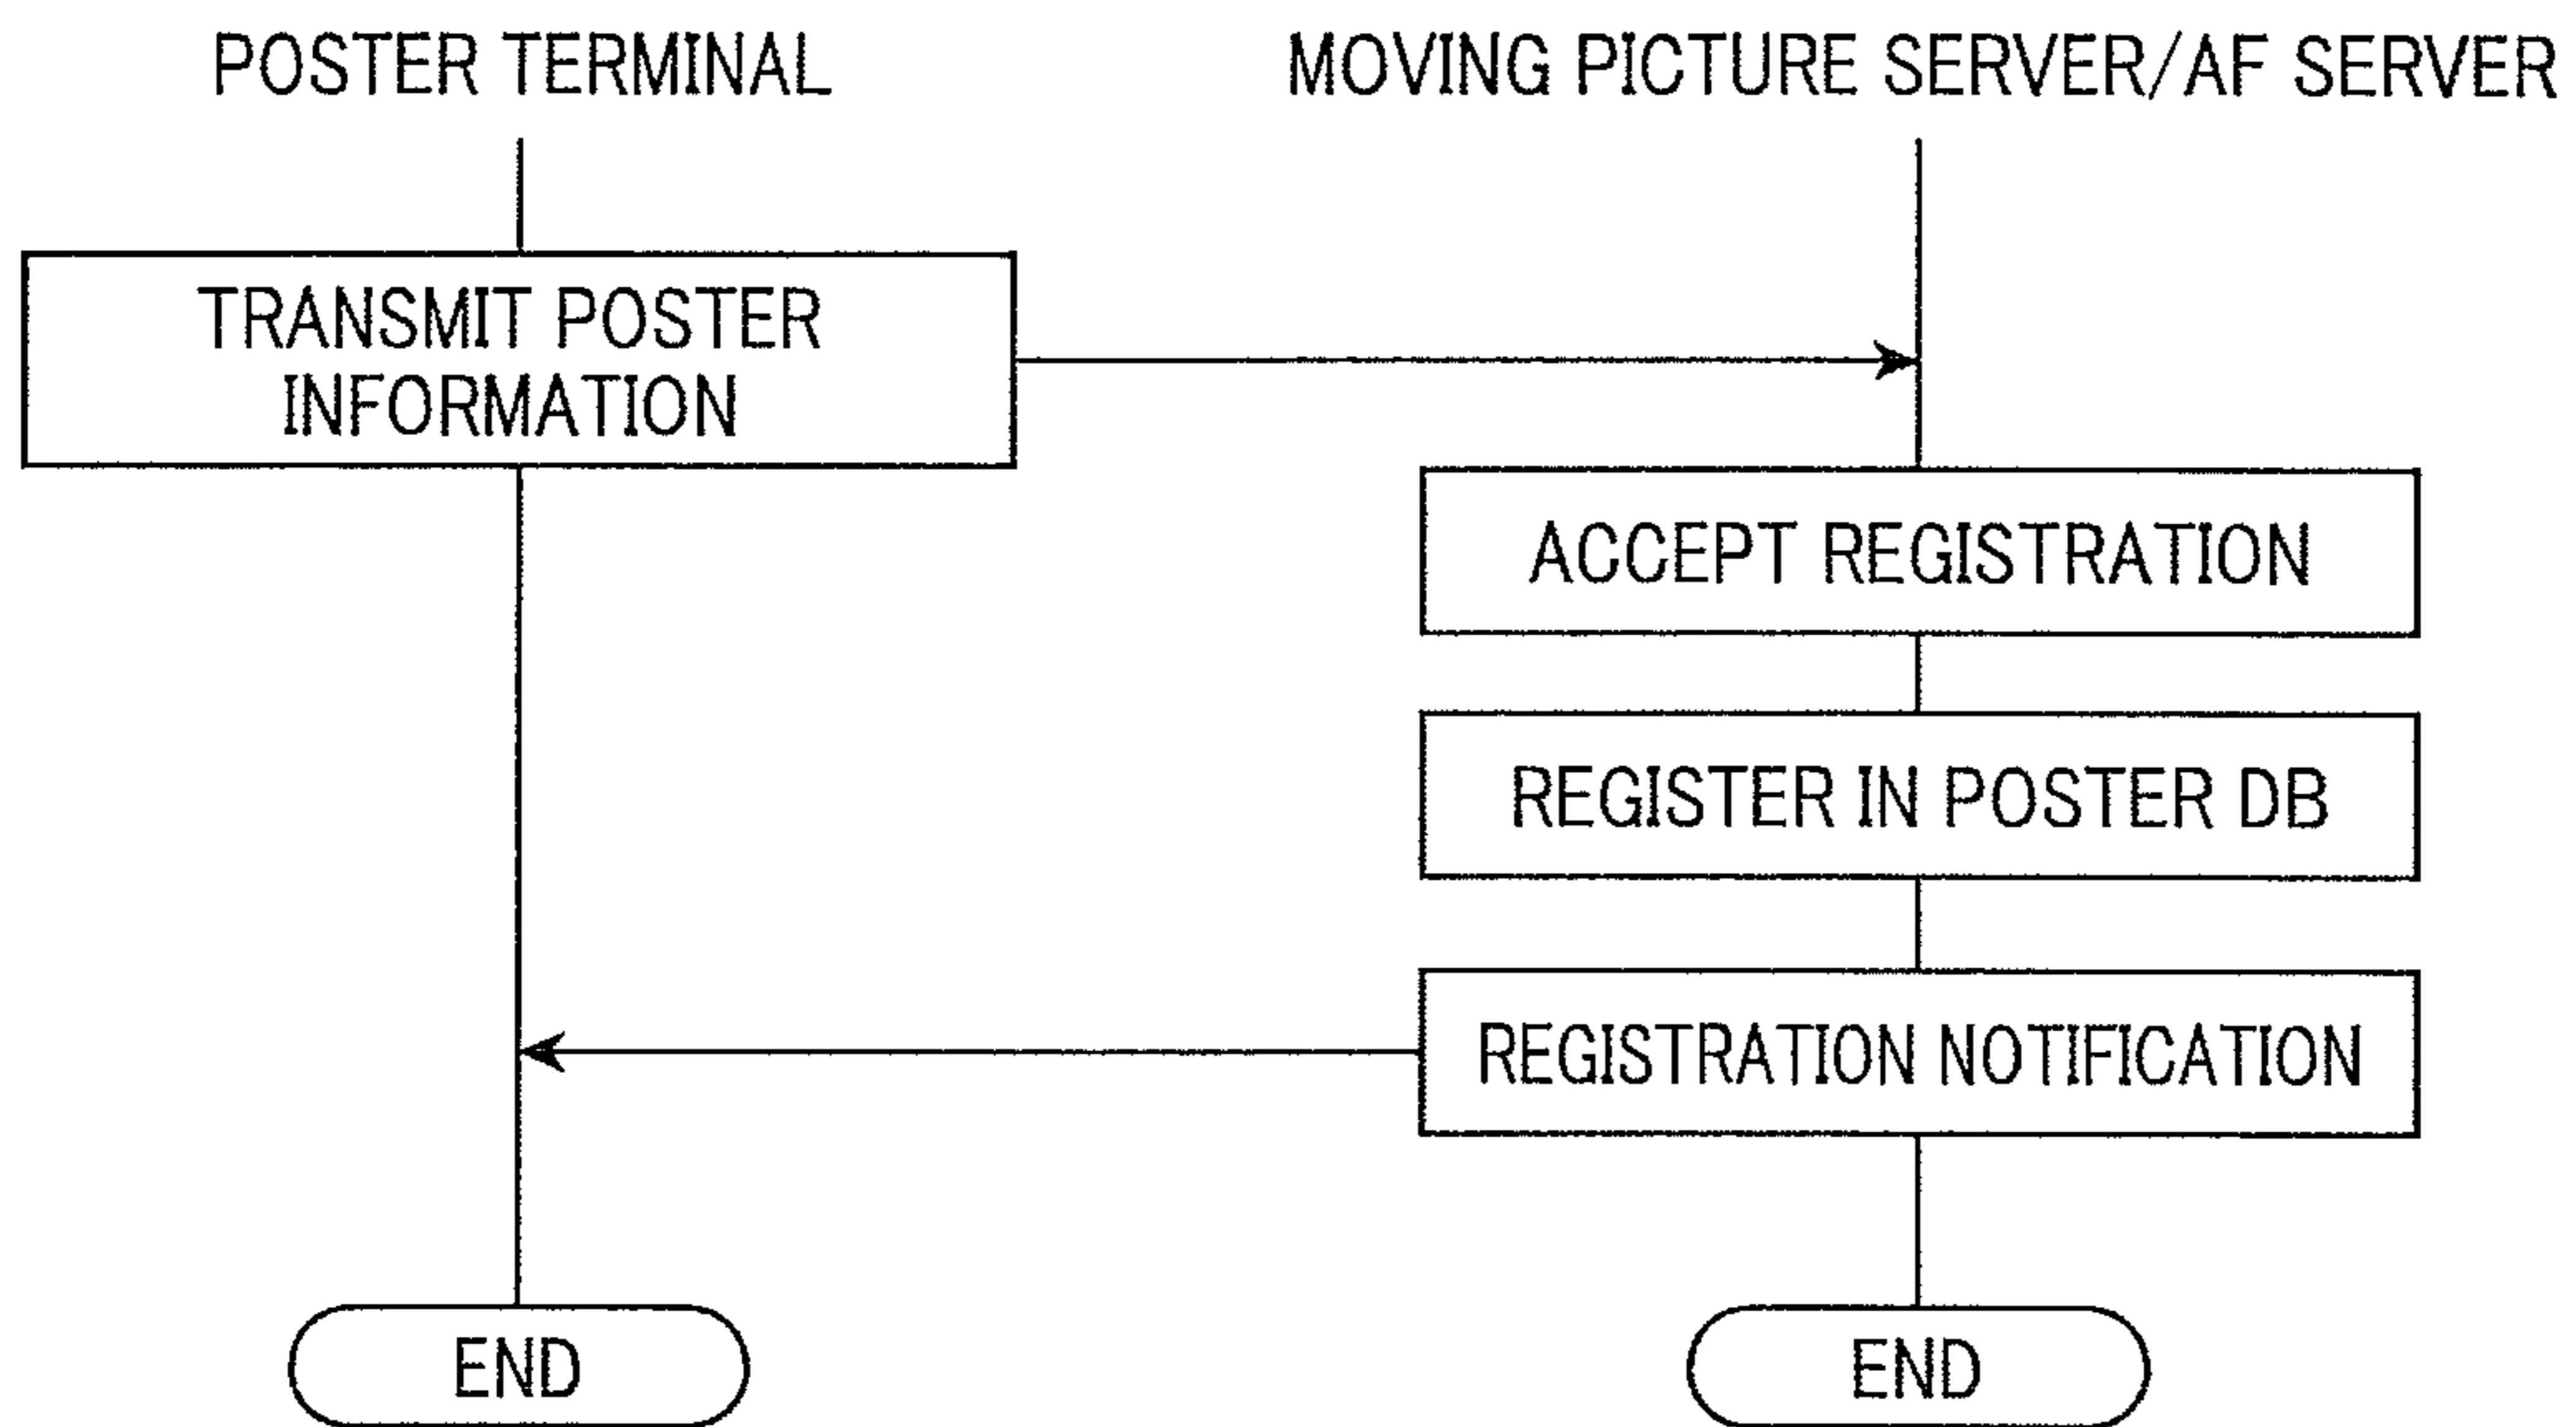 POSTER TERMINAL
MOVING PICTURE SERVER/AF SERVER
TRANSMIT POSTER
INFORMATION
ACCEPT REGISTRATION
REGISTER IN POSTER DB
REGISTRATION NOTIFICATION
END
END